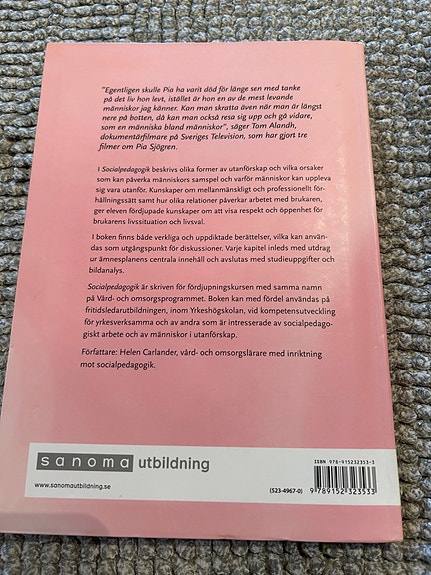 "Egentligen skulle Pia ha varit död för länge sen med tanke
på det liv hon levt, istället är hon en av de mest levande
människor jag känner. Kan man skratta även när man är längst
nere på botten, då kan man också resa sig upp och gå vidare,
som en människa bland människor", säger Tom Alandh,
dokumentärfilmare på Sveriges Television, som har gjort tre
filmer om Pia Sjögren.
I Socialpedagogik beskrivs olika former av utanförskap och vilka orsaker
som kan påverka människors samspel och varför människor kan uppleva
sig vara utanför. Kunskaper om mellanmänskligt och professionellt för-
hållningssätt samt hur olika relationer påverkar arbetet med brukaren,
ger eleven fördjupade kunskaper om att visa respekt och öppenhet för
brukarens livssituation och livsval.
I boken finns både verkliga och uppdiktade berättelser, vilka kan använ-
das som utgångspunkt för diskussioner. Varje kapitel inleds med utdrag
ur ämnesplanens centrala innehåll och avslutas med studieuppgifter och
bildanalys.
Socialpedagogik är skriven för fördjupningskursen med samma namn
på Vård- och omsorgsprogrammet. Boken kan med fördel användas på
fritidsledarutbildningen, inom Yrkeshögskolan, vid kompetensutveckling
för yrkesverksamma och av andra som är intresserade av socialpedago-
giskt arbete och av människor i utanförskap.
Författare: Helen Carlander, vård- och omsorgslärare med inriktning
mot socialpedagogik.
sanoma utbildning
www.sanomautbildning.se
ISBN 978-915232353-3
(523-4967-0)
9 789152 323533